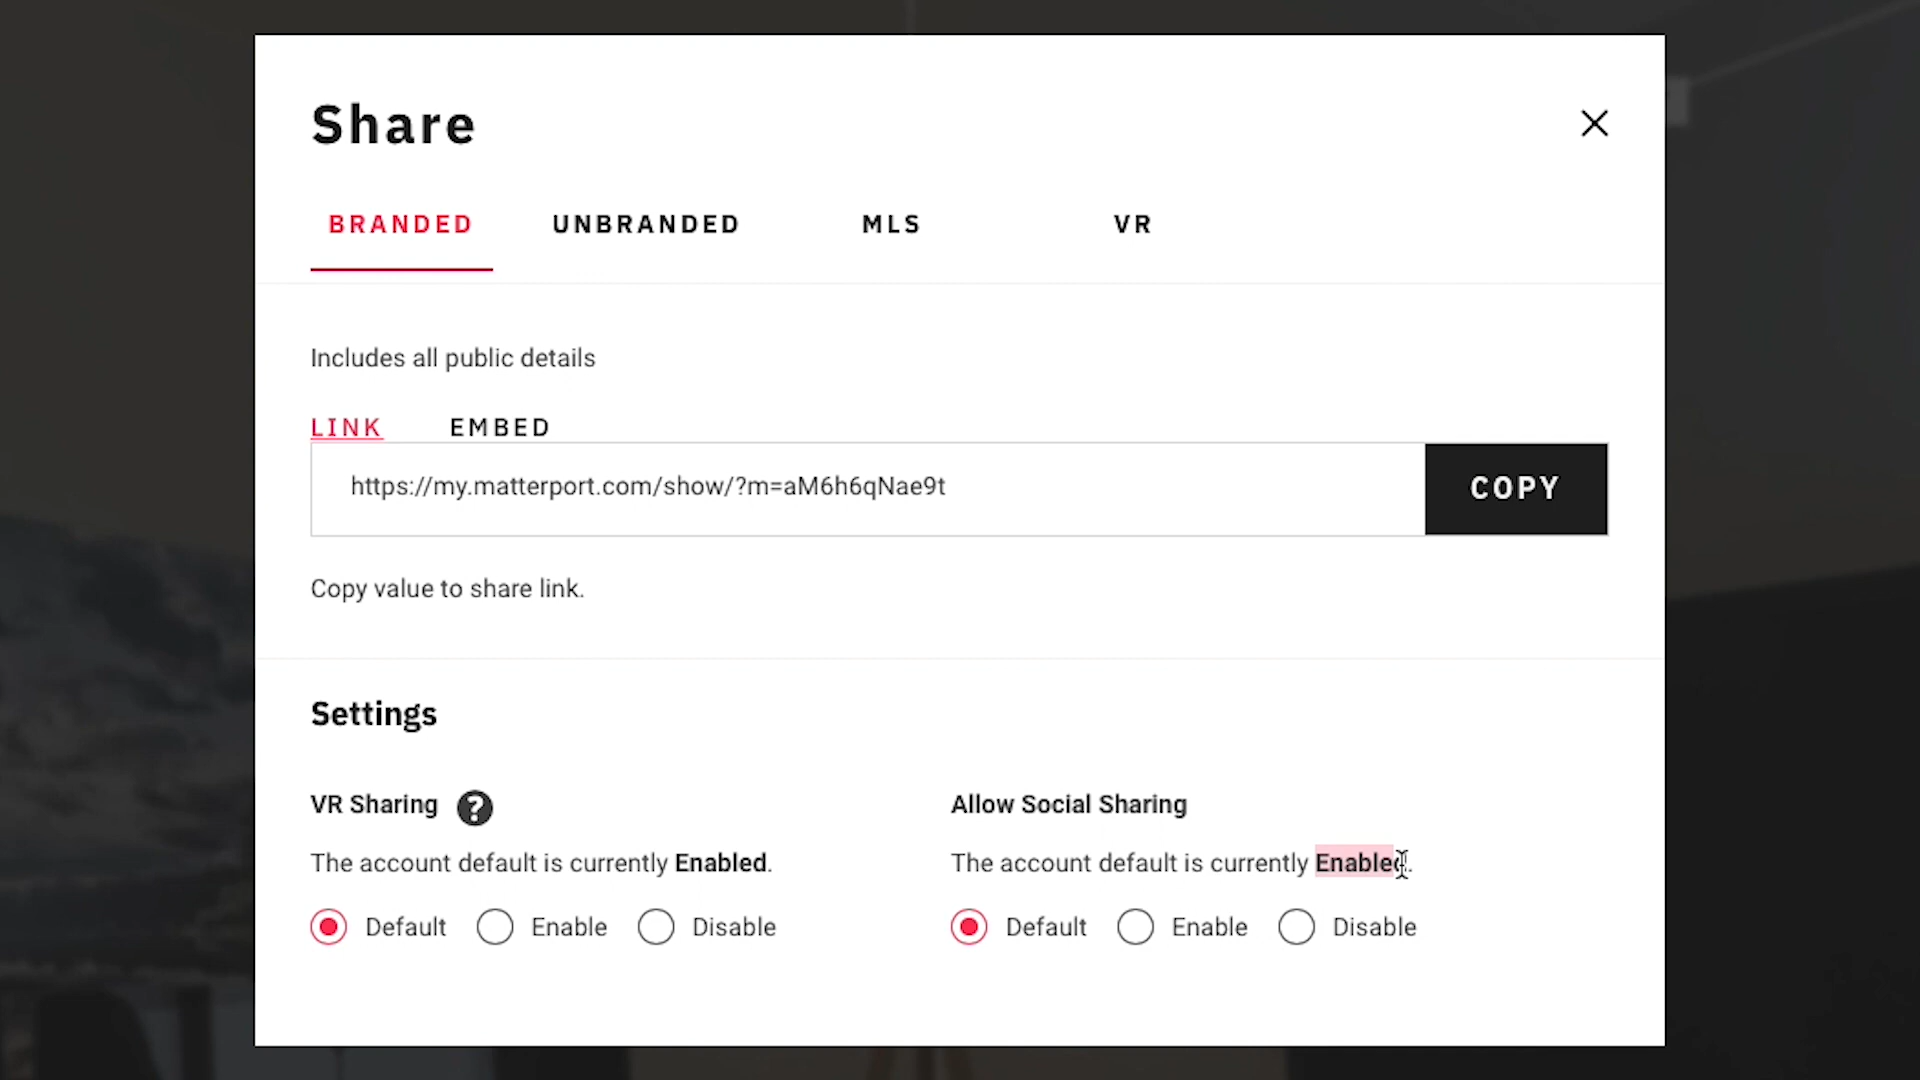 Share
BRANDED UNBRANDED MLS VR
Includes all public details
LINK EMBED
https://my.matterport.com/show/?m=aM6h6qNae9t COPY
Copy value to share link.
Settings
VR Sharing ? Allow Social Sharing
The account default is currently Enabled. The account default is currently Enabled.
Default Enable Disable Default Enable Disable